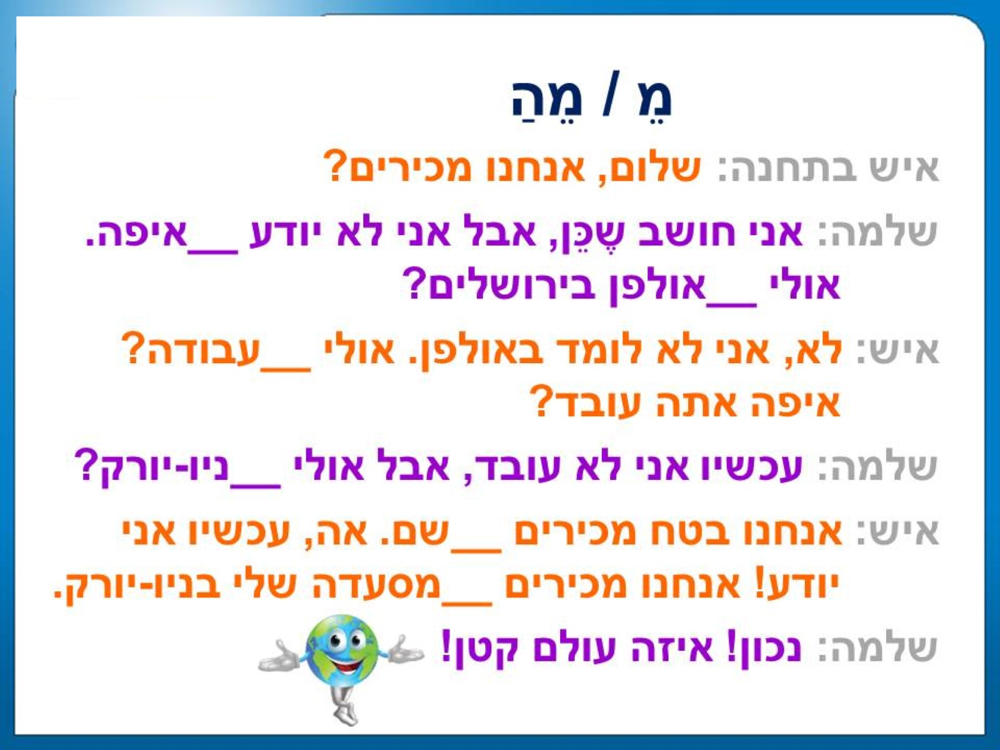 מֵ / מֵהַ
איש בתחנה: שלום, אנחנו מכירים?
שלמה: אני חושב שֶכֵּן, אבל אני לא יודע __איפה.
אולי __אולפן בירושלים?
איש: לא, אני לא לומד באולפן. אולי __עבודה?
איפה אתה עובד?
שלמה: עכשיו אני לא עובד, אבל אולי __ניו-יורק?
איש: אנחנו בטח מכירים __שם. אה, עכשיו אני
יודע! אנחנו מכירים __מסעדה שלי בניו-יורק.
שלמה: נכון! איזה עולם קטן!